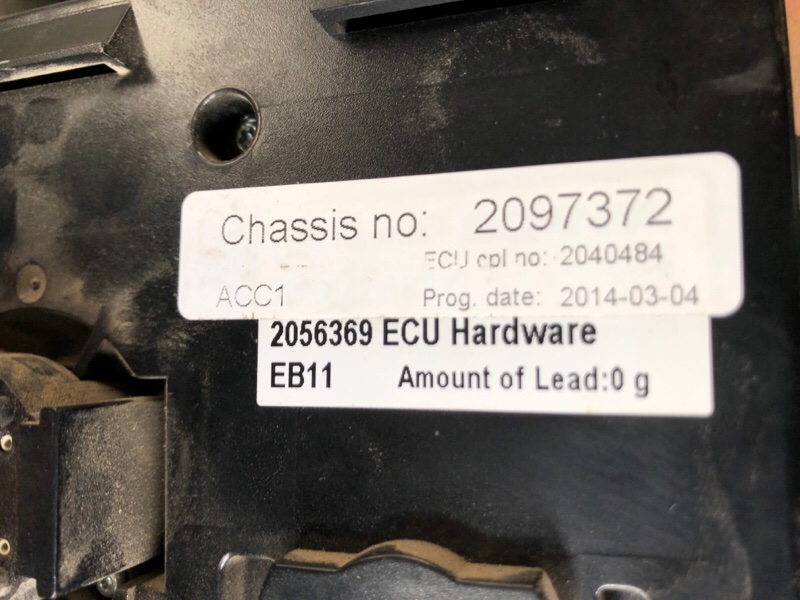 Chassis no: 2097372
ECU cpl no: 2040484
ACC1 Prog. date: 2014-03-04
2056369 ECU Hardware
EB11 Amount of Lead:0 g